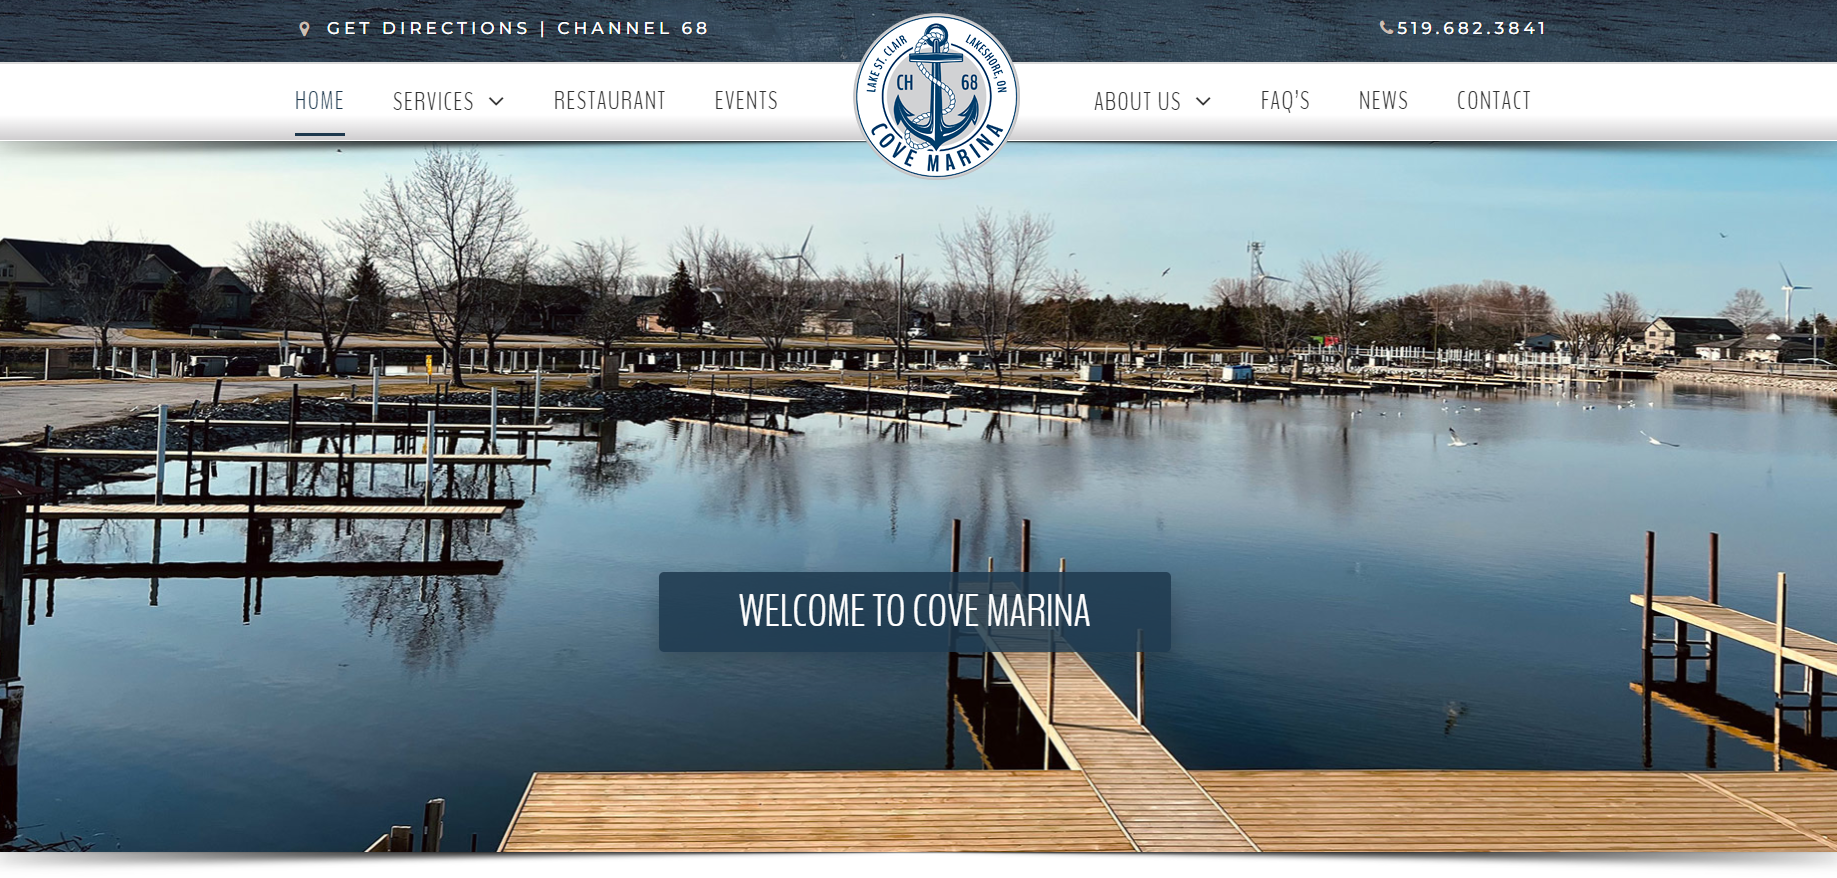 GET DIRECTIONS | CHANNEL 68
519.682.3841
HOME
SERVICES
RESTAURANT
EVENTS
LAKE ST. CLAIR
LAKESHORE, ON
CH 68
COVE MARINA
ABOUT US
FAQ'S
NEWS
CONTACT
WELCOME TO COVE MARINA